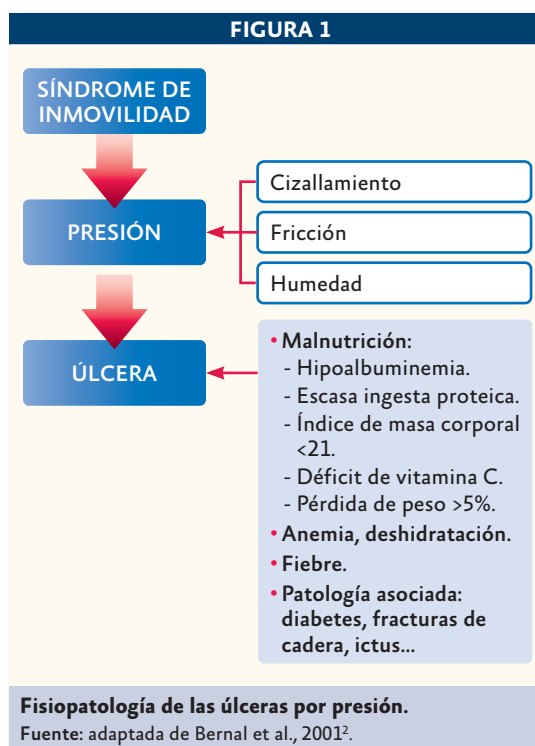 FIGURA 1
SÍNDROME DE
INMOVILIDAD
PRESIÓN
Cizallamiento
Fricción
Humedad
ÚLCERA
• Malnutrición:
- Hipoalbuminemia.
- Escasa ingesta proteica.
- Índice de masa corporal
<21.
- Déficit de vitamina C.
- Pérdida de peso >5%.
• Anemia, deshidratación.
• Fiebre.
• Patología asociada:
diabetes, fracturas de
cadera, ictus...
Fisiopatología de las úlceras por presión.
Fuente: adaptada de Bernal et al., 2001².